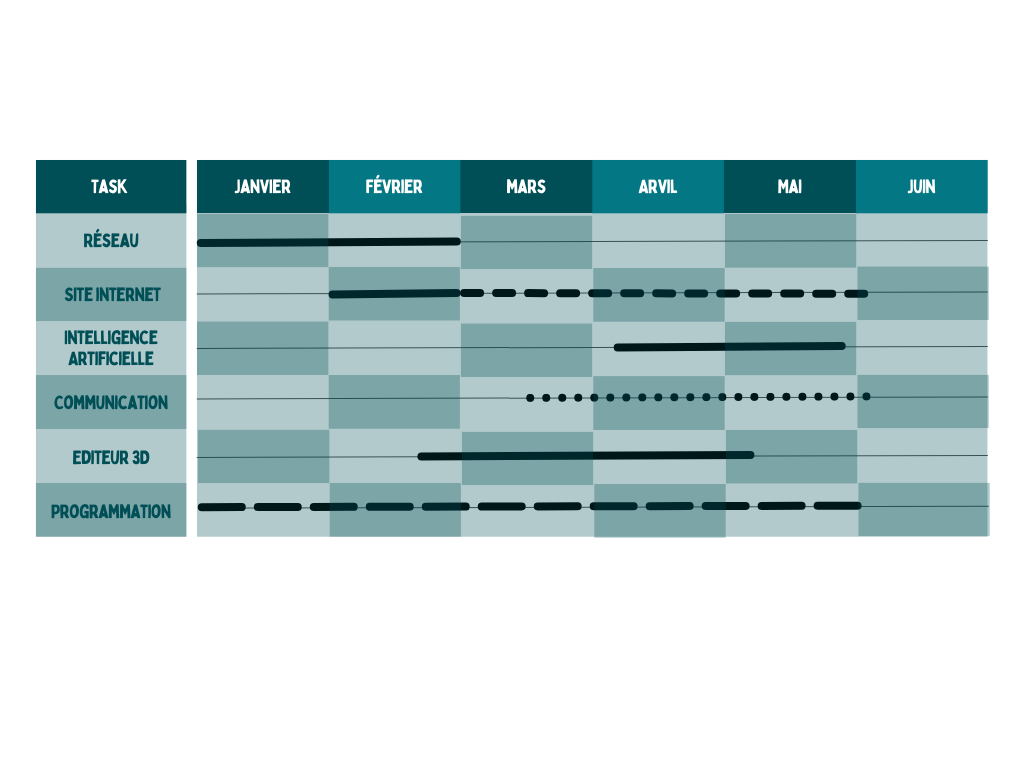 TASK
JANVIER
FÉVRIER
MARS
ARVIL
MAI
JUIN
RÉSEAU
SITE INTERNET
INTELLIGENCE
ARTIFICIELLE
COMMUNICATION
EDITEUR 3D
PROGRAMMATION